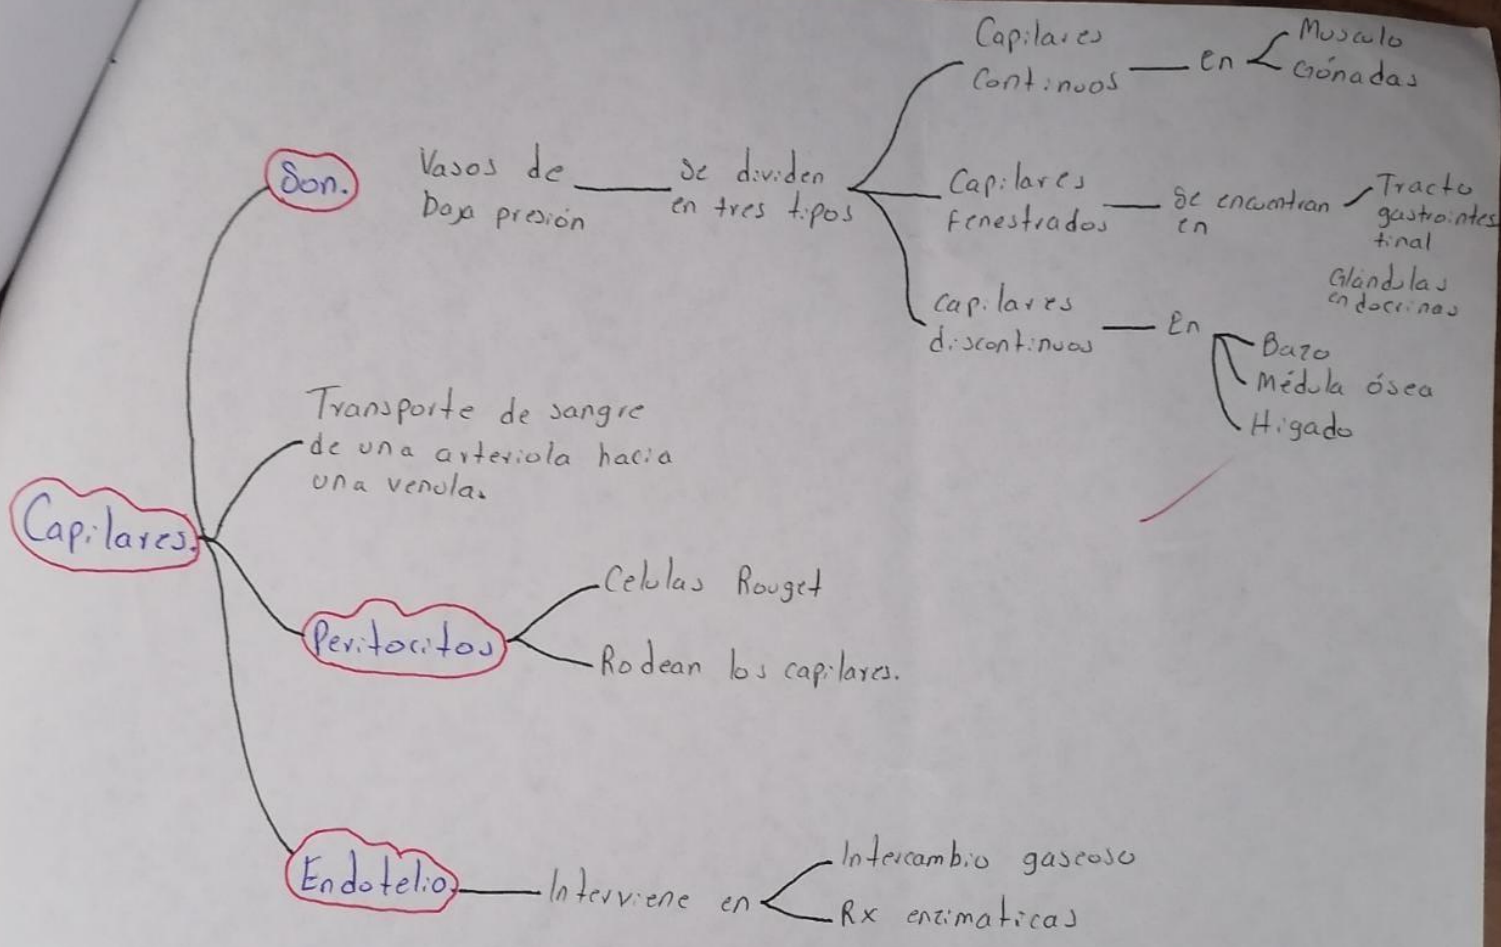 Capilares
Continuos
en
Musculo
Gónadas
Son.
Vasos de
baja presión
se dividen
en tres tipos
Capilares
Fenestrados
se encuentran
en
Tracto
gastrointes
tinal
Glándulas
endocrinas
capilares
discontinuos
En
Bazo
Médula ósea
Higado
Transporte de sangre
de una arteriola hacia
una venula.
Capilares.
Peritocitos
Celulas Rouget
Rodean los capilares.
Endotelio
Interviene en
Intercambio gaseoso
Rx enzimaticas